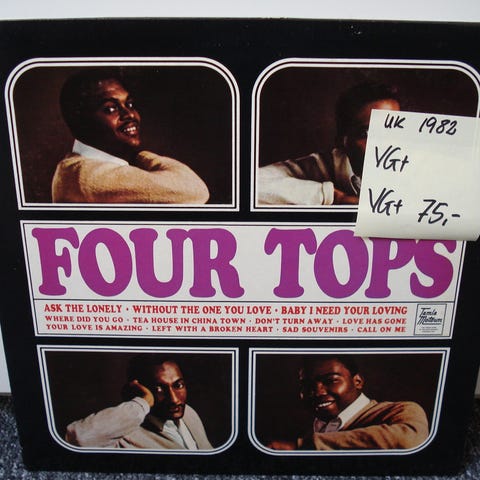 UK 1982
VG+
VG+ 75,-
FOUR TOPS
ASK THE LONELY · WITHOUT THE ONE YOU LOVE · BABY I NEED YOUR LOVING
WHERE DID YOU GO · TEA HOUSE IN CHINA TOWN · DON'T TURN AWAY · LOVE HAS GONE
YOUR LOVE IS AMAZING · LEFT WITH A BROKEN HEART · SAD SOUVENIRS · CALL ON ME
Tamla
Motown